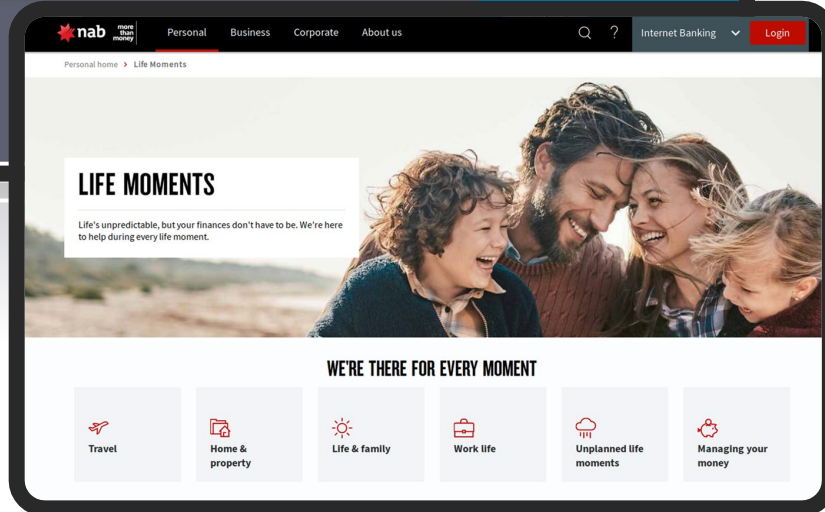 nab
more
than
money
Personal
Business
Corporate
About us
?
Internet Banking
Login
Personal home > Life Moments
LIFE MOMENTS
Life's unpredictable, but your finances don't have to be. We're here
to help during every life moment.
WE'RE THERE FOR EVERY MOMENT
Travel
Home &
property
Life & family
Work life
Unplanned life
moments
Managing your
money